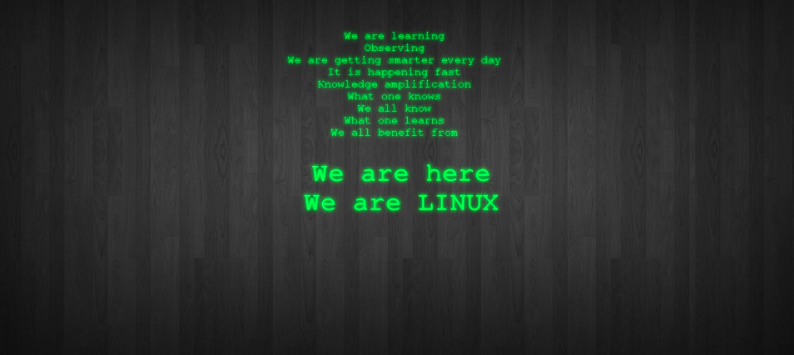 We are learning
Observing
We are getting smarter every day
It is happening fast
Knowledge amplification
What one knows
We all know
What one learns
We all benefit from
We are here
We are LINUX